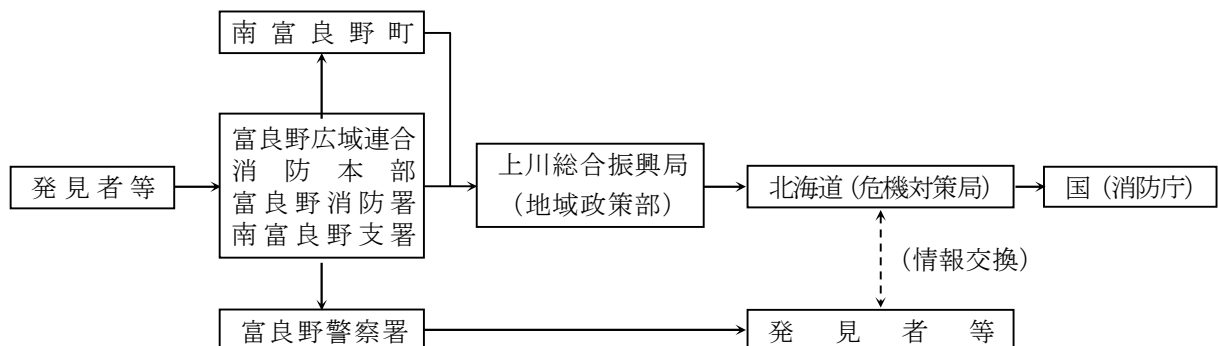 南富良野町
富良野広域連合
消防本部
富良野消防署
南富良野支署
発見者等
上川総合振興局
（地域政策部）
北海道（危機対策局）
国（消防庁）
（情報交換）
富良野警察署
発見者等